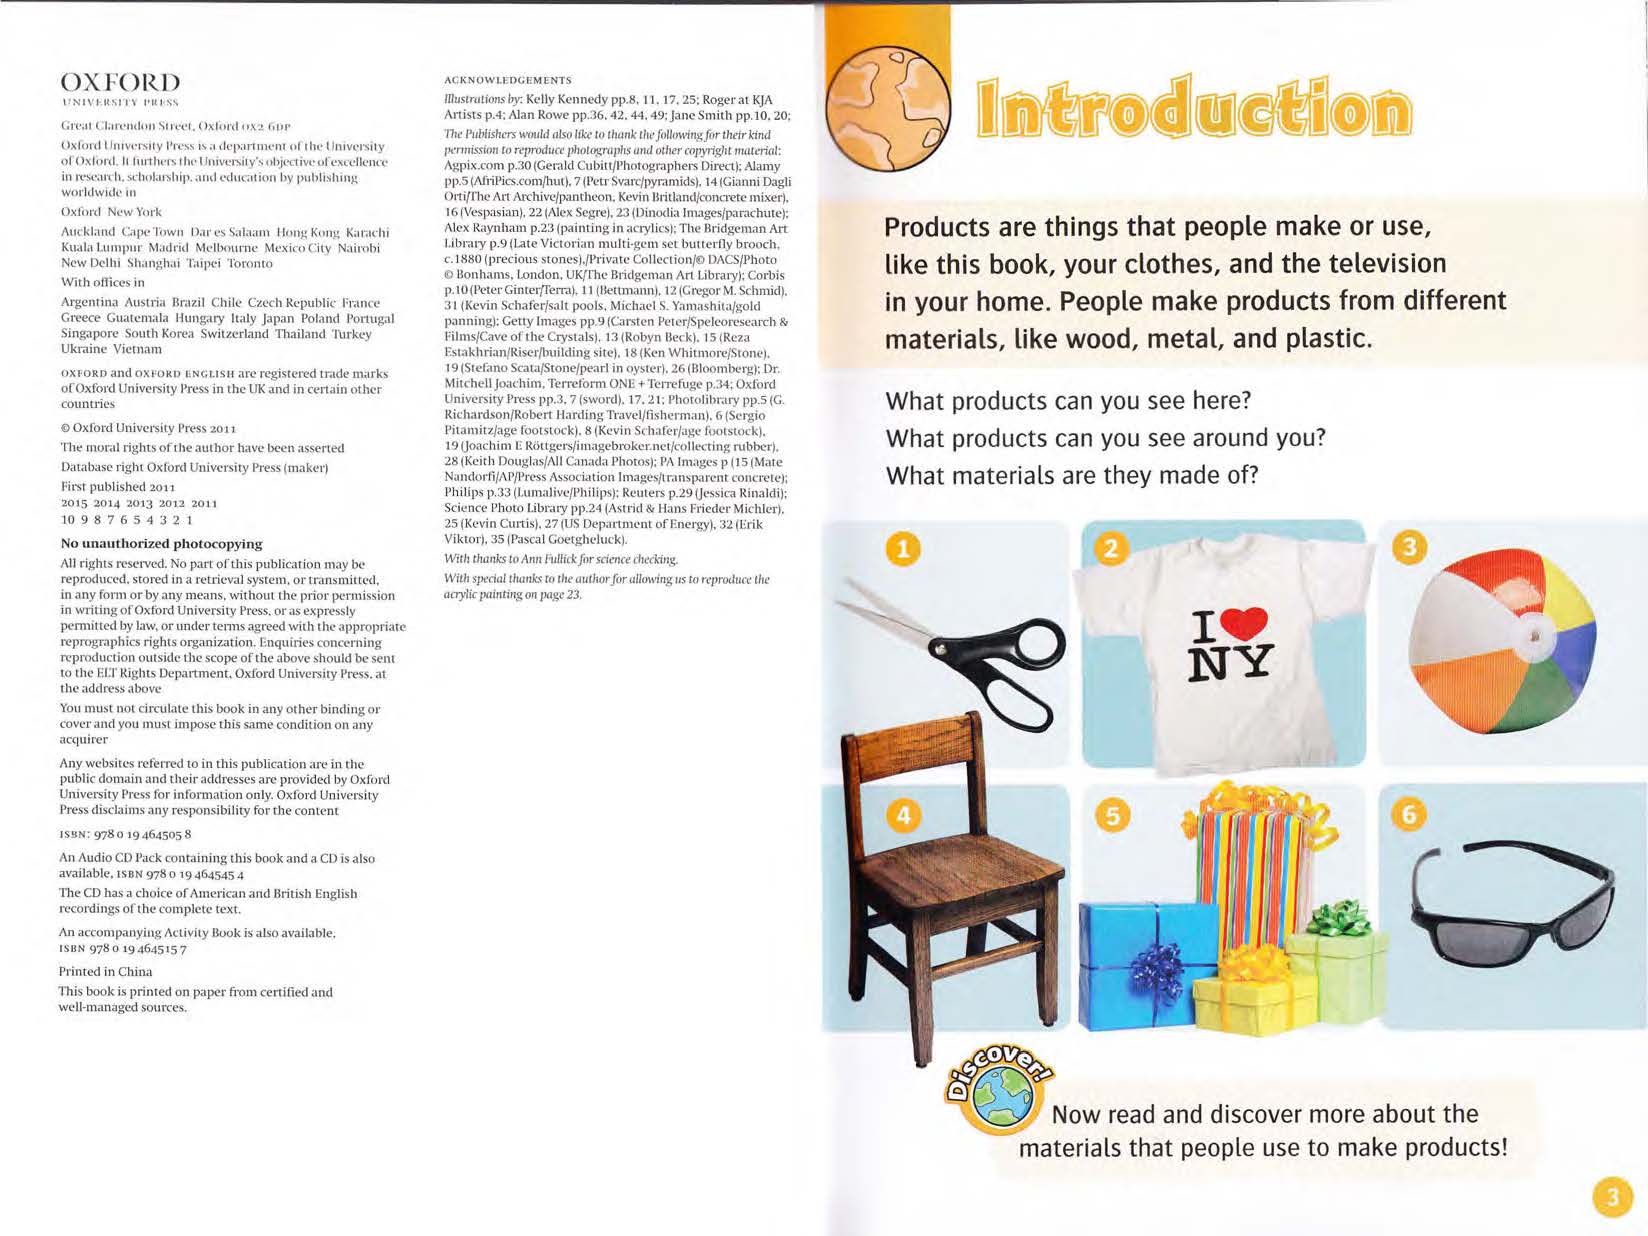 OXFORD
UNIVERSITY PRESS
Great Clarendon Street, Oxford OX2 6DP
Oxford University Press is a department of the University
of Oxford. It furthers the University's objective of excellence
in research, scholarship, and education by publishing
worldwide in
Oxford New York
Auckland Cape Town Dar es Salaam Hong Kong Karachi
Kuala Lumpur Madrid Melbourne Mexico City Nairobi
New Delhi Shanghai Taipei Toronto
With offices in
Argentina Austria Brazil Chile Czech Republic France
Greece Guatemala Hungary Italy Japan Poland Portugal
Singapore South Korea Switzerland Thailand Turkey
Ukraine Vietnam
OXFORD and OXFORD ENGLISH are registered trade marks
of Oxford University Press in the UK and in certain other
countries
© Oxford University Press 2011
The moral rights of the author have been asserted
Database right Oxford University Press (maker)
First published 2011
2015 2014 2013 2012 2011
10 9 8 7 6 5 4 3 2 1
No unauthorized photocopying
All rights reserved. No part of this publication may be
reproduced, stored in a retrieval system, or transmitted,
in any form or by any means, without the prior permission
in writing of Oxford University Press, or as expressly
permitted by law, or under terms agreed with the appropriate
reprographics rights organization. Enquiries concerning
reproduction outside the scope of the above should be sent
to the ELT Rights Department, Oxford University Press, at
the address above
You must not circulate this book in any other binding or
cover and you must impose this same condition on any
acquirer
Any websites referred to in this publication are in the
public domain and their addresses are provided by Oxford
University Press for information only. Oxford University
Press disclaims any responsibility for the content
ISBN: 978 0 19 464505 8
An Audio CD Pack containing this book and a CD is also
available, ISBN 978 0 19 464545 4
The CD has a choice of American and British English
recordings of the complete text.
An accompanying Activity Book is also available,
ISBN 978 0 19 464515 7
Printed in China
This book is printed on paper from certified and
well-managed sources.
ACKNOWLEDGEMENTS
Illustrations by: Kelly Kennedy pp.8, 11, 17, 25; Roger at KJA
Artists p.4; Alan Rowe pp.36, 42, 44, 49; Jane Smith pp.10, 20;
The Publishers would also like to thank the following for their kind
permission to reproduce photographs and other copyright material:
Agpix.com p.30 (Gerald Cubitt/Photographers Direct); Alamy
pp.5 (AfriPics.com/hut), 7 (Petr Svarc/pyramids), 14 (Gianni Dagli
Orti/The Art Archive/pantheon, Kevin Britland/concrete mixer),
16 (Vespasian), 22 (Alex Segre), 23 (Dinodia Images/parachute);
Alex Raynham p.23 (painting in acrylics); The Bridgeman Art
Library p.9 (Late Victorian multi-gem set butterfly brooch,
c.1880 (precious stones),/Private Collection/© DACS/Photo
© Bonhams, London, UK/The Bridgeman Art Library); Corbis
p.10 (Peter Ginter/Terra), 11 (Bettmann), 12 (Gregor M. Schmid),
31 (Kevin Schafer/salt pools, Michael S. Yamashita/gold
panning); Getty Images pp.9 (Carsten Peter/Speleoresearch &
Films/Cave of the Crystals), 13 (Robyn Beck), 15 (Reza
Estakhrian/Riser/building site), 18 (Ken Whitmore/Stone),
19 (Stefano Scata/Stone/pearl in oyster), 26 (Bloomberg); Dr.
Mitchell Joachim, Terreform ONE + Terrefuge p.34; Oxford
University Press pp.3, 7 (sword), 17, 21; Photolibrary pp.5 (G.
Richardson/Robert Harding Travel/fisherman), 6 (Sergio
Pitamitz/age footstock), 8 (Kevin Schafer/age footstock),
19 (Joachim E Röttgers/imagebroker.net/collecting rubber),
28 (Keith Douglas/All Canada Photos); PA Images p (15 (Mate
Nandorfi/AP/Press Association Images/transparent concrete);
Philips p.33 (Lumalive/Philips); Reuters p.29 (Jessica Rinaldi);
Science Photo Library pp.24 (Astrid & Hans Frieder Michler),
25 (Kevin Curtis), 27 (US Department of Energy), 32 (Erik
Viktor), 35 (Pascal Goetgheluck).
With thanks to Ann Fullick for science checking.
With special thanks to the author for allowing us to reproduce the
acrylic painting on page 23.
Introduction
Products are things that people make or use,
like this book, your clothes, and the television
in your home. People make products from different
materials, like wood, metal, and plastic.
What products can you see here?
What products can you see around you?
What materials are they made of?
1
2
3
I
NY
4
5
6
Discover!
Now read and discover more about the
materials that people use to make products!
3